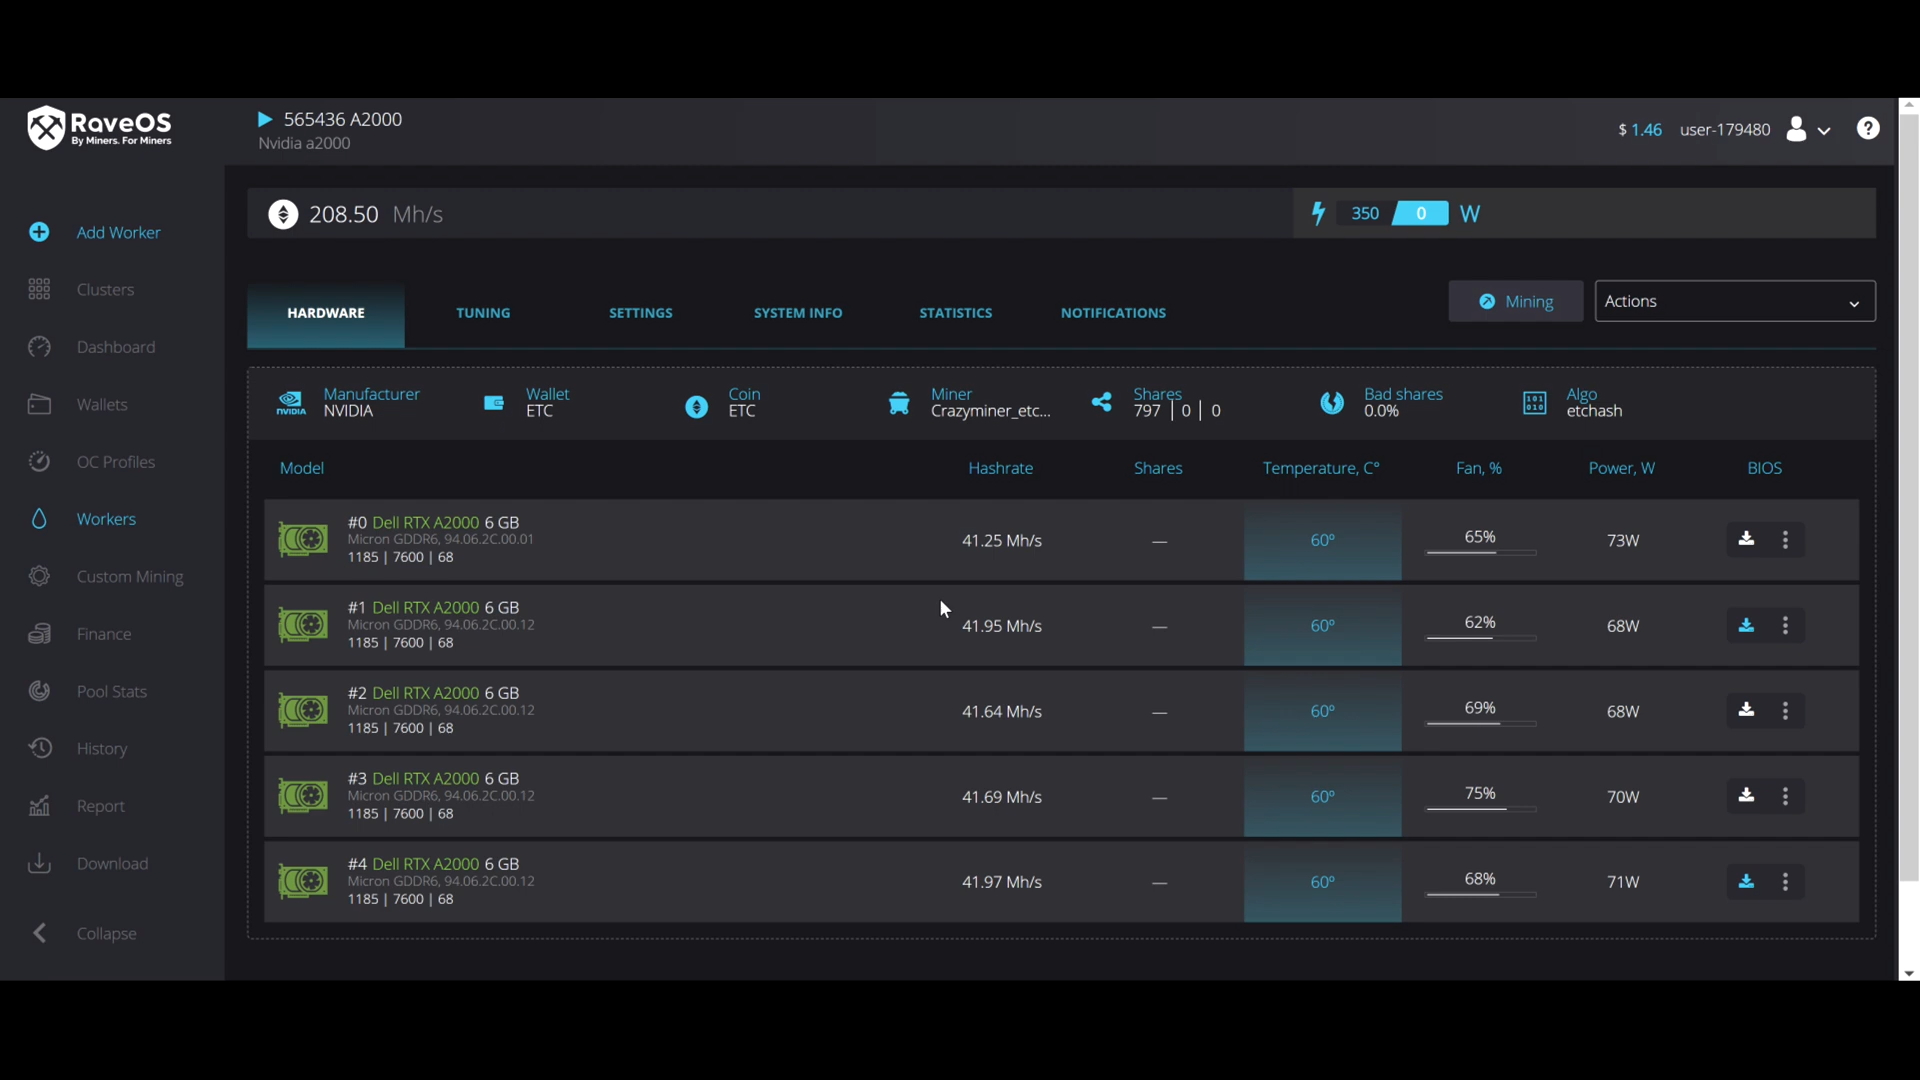 RaveOS
By Miners. For Miners
565436 A2000
Nvidia a2000
$ 1.46 user-179480
?
208.50 Mh/s
350 0 W
Add Worker
Clusters
Dashboard
Wallets
OC Profiles
Workers
Custom Mining
Finance
Pool Stats
History
Report
Download
Collapse
HARDWARE TUNING SETTINGS SYSTEM INFO STATISTICS NOTIFICATIONS
Mining Actions
Manufacturer Wallet Coin Miner Shares Bad shares Algo
NVIDIA ETC ETC Crazyminer_etc... 797 | 0 | 0 0.0% etchash
NVIDIA
101
010
Model Hashrate Shares Temperature, C° Fan, % Power, W BIOS
#0 Dell RTX A2000 6 GB
Micron GDDR6, 94.06.2C.00.01
1185 | 7600 | 68
41.25 Mh/s — 60° 65% 73W
#1 Dell RTX A2000 6 GB
Micron GDDR6, 94.06.2C.00.12
1185 | 7600 | 68
41.95 Mh/s — 60° 62% 68W
#2 Dell RTX A2000 6 GB
Micron GDDR6, 94.06.2C.00.12
1185 | 7600 | 68
41.64 Mh/s — 60° 69% 68W
#3 Dell RTX A2000 6 GB
Micron GDDR6, 94.06.2C.00.12
1185 | 7600 | 68
41.69 Mh/s — 60° 75% 70W
#4 Dell RTX A2000 6 GB
Micron GDDR6, 94.06.2C.00.12
1185 | 7600 | 68
41.97 Mh/s — 60° 68% 71W